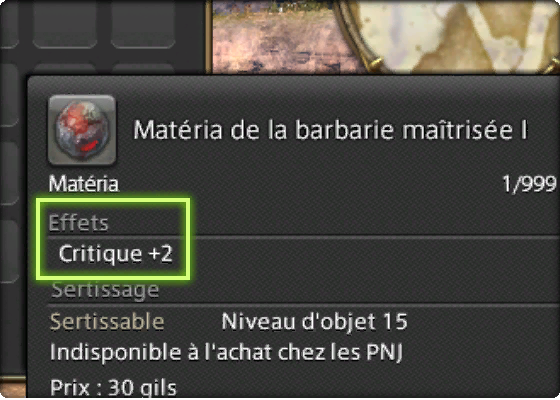 Matéria de la barbarie maîtrisée I
Matéria 1/999
Effets
Critique +2
Sertissage
Sertissable Niveau d'objet 15
Indisponible à l'achat chez les PNJ
Prix : 30 gils